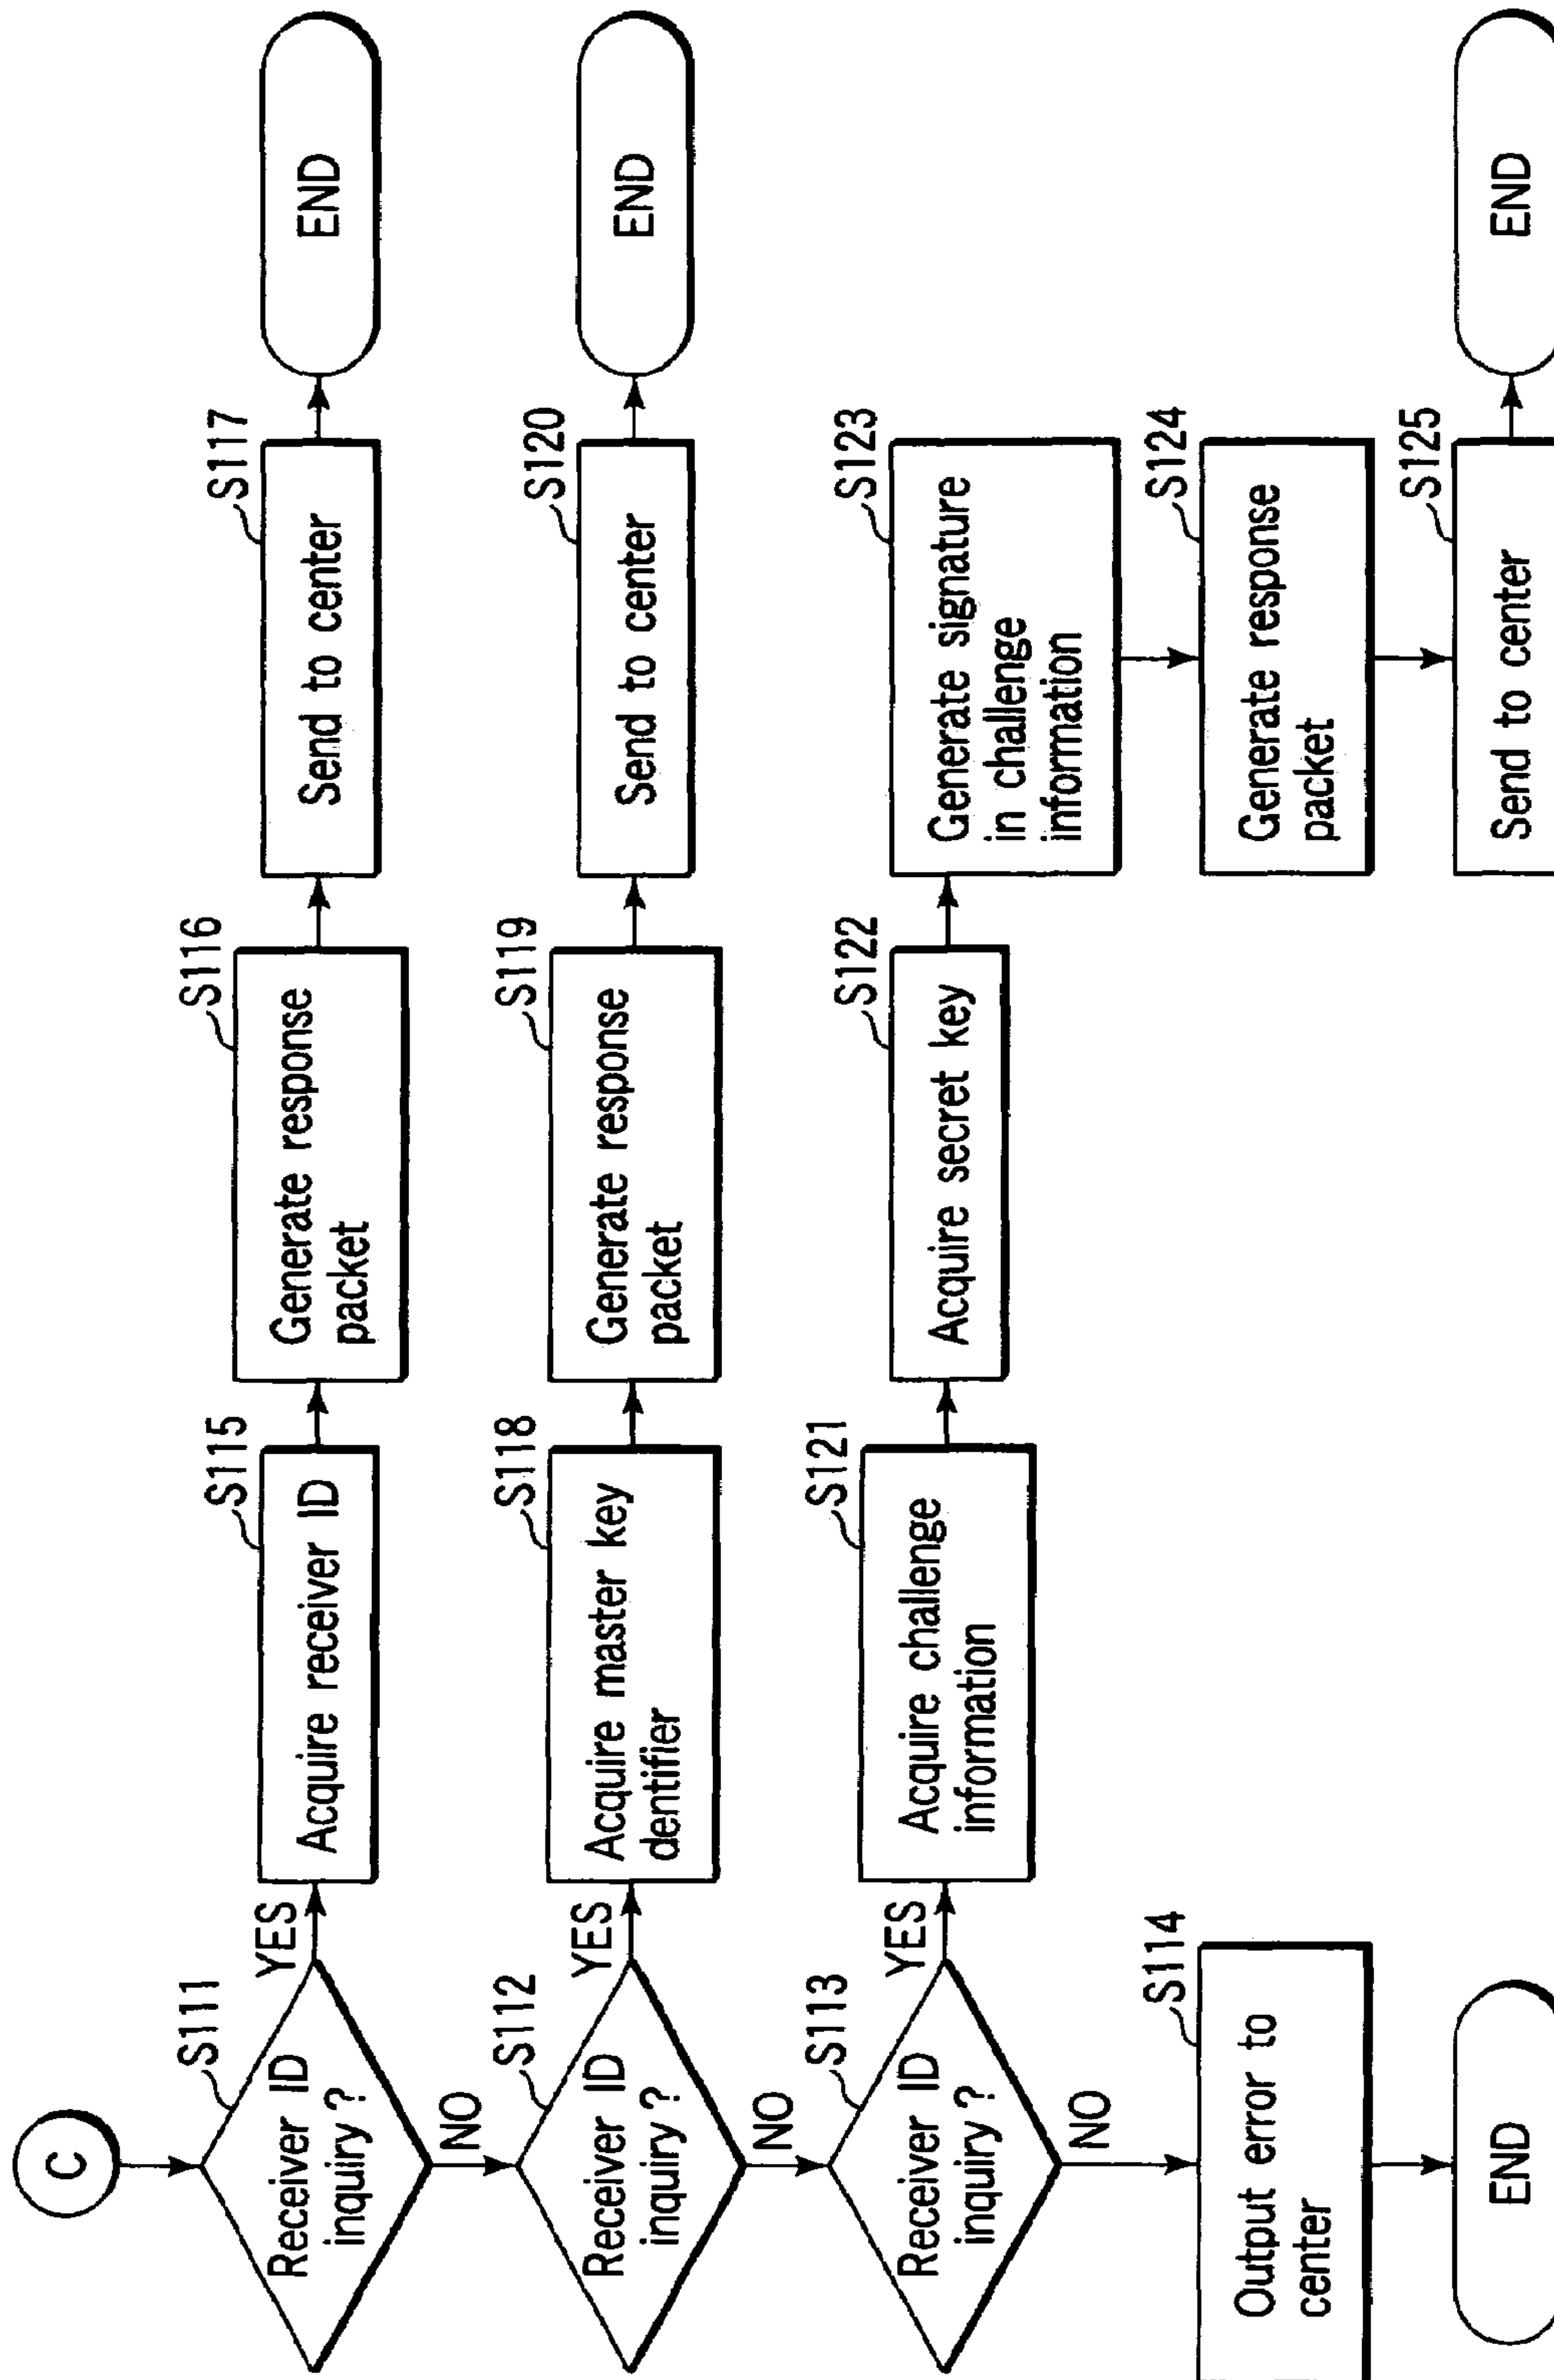 C
S111
Receiver ID
inquiry ?
YES
NO
S115
Acquire receiver ID
S116
Generate response
packet
S117
Send to center
END
S112
Receiver ID
inquiry ?
YES
NO
S118
Acquire master key
dentifier
S119
Generate response
packet
S120
Send to center
END
S113
Receiver ID
inquiry ?
YES
NO
S121
Acquire challenge
information
S122
Acquire secret key
S123
Generate signature
in challenge
information
S114
Output error to
center
S124
Generate response
packet
END
S125
Send to center
END